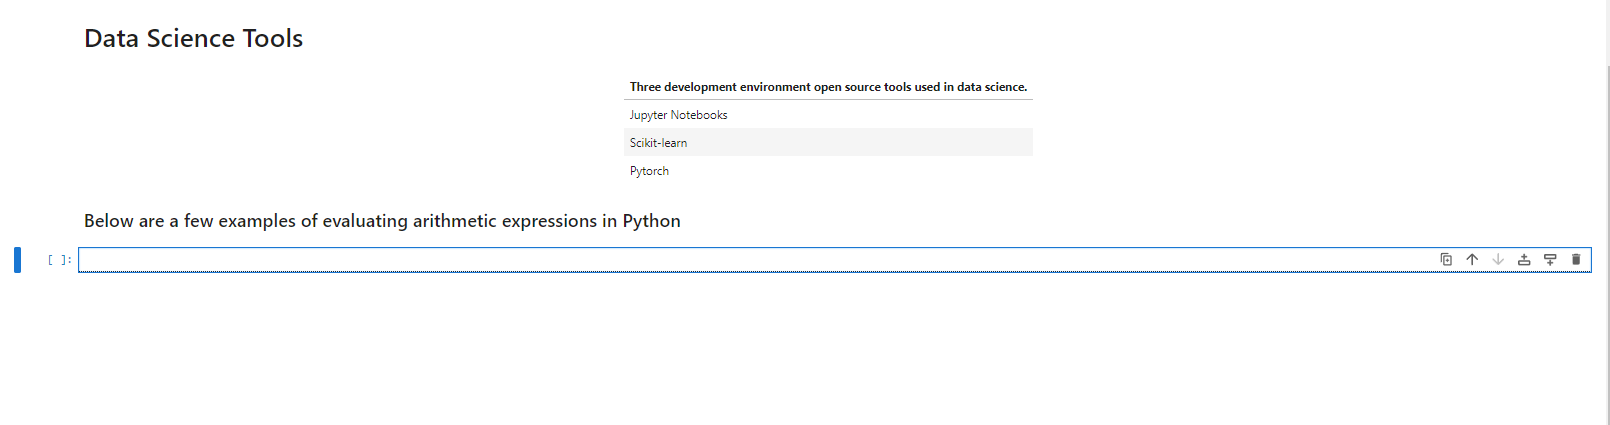 Data Science Tools
Three development environment open source tools used in data science.
Jupyter Notebooks
Scikit-learn
Pytorch
Below are a few examples of evaluating arithmetic expressions in Python
[ ]: